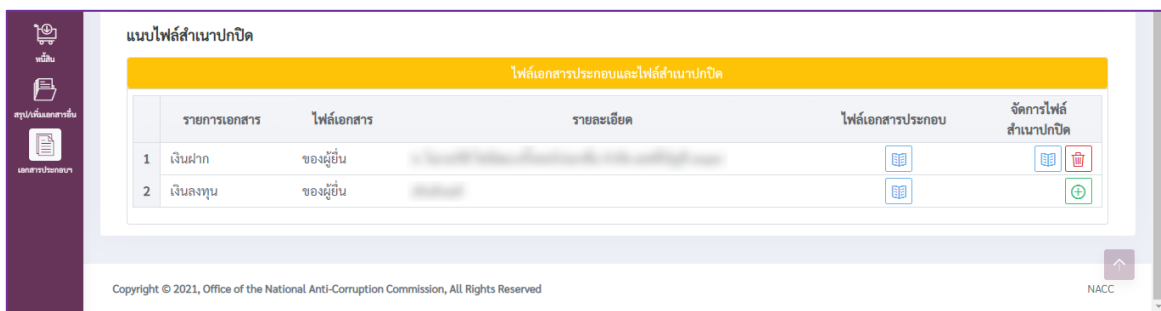 หนี้สิน
สรุป/เพิ่มเอกสารอื่น
เอกสารประกอบฯ
แนบไฟล์สำเนาปกปิด
ไฟล์เอกสารประกอบและไฟล์สำเนาปกปิด
รายการเอกสาร ไฟล์เอกสาร รายละเอียด ไฟล์เอกสารประกอบ จัดการไฟล์
สำเนาปกปิด
1 เงินฝาก ของผู้ยื่น
2 เงินลงทุน ของผู้ยื่น
Copyright © 2021, Office of the National Anti-Corruption Commission, All Rights Reserved NACC